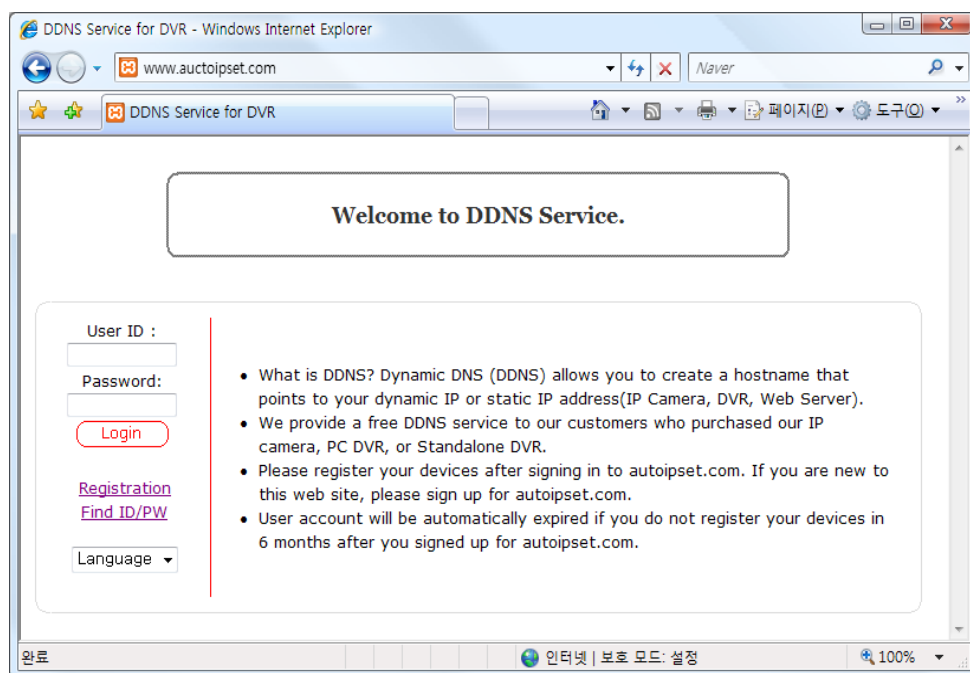 DDNS Service for DVR - Windows Internet Explorer
www.auctoipset.com
Naver
DDNS Service for DVR
페이지(P)
도구(O)
Welcome to DDNS Service.
User ID :
Password:
Login
Registration
Find ID/PW
Language
• What is DDNS? Dynamic DNS (DDNS) allows you to create a hostname that
points to your dynamic IP or static IP address(IP Camera, DVR, Web Server).
• We provide a free DDNS service to our customers who purchased our IP
camera, PC DVR, or Standalone DVR.
• Please register your devices after signing in to autoipset.com. If you are new to
this web site, please sign up for autoipset.com.
• User account will be automatically expired if you do not register your devices in
6 months after you signed up for autoipset.com.
완료
인터넷 | 보호 모드: 설정
100%